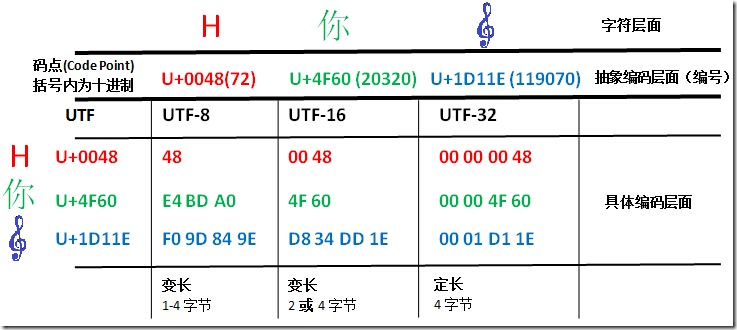 H 你 𝄞 字符层面
码点(Code Point)
括号内为十进制 U+0048(72) U+4F60 (20320) U+1D11E (119070) 抽象编码层面（编号）
UTF UTF-8 UTF-16 UTF-32
H U+0048 48 00 48 00 00 00 48
你 U+4F60 E4 BD A0 4F 60 00 00 4F 60 具体编码层面
𝄞 U+1D11E F0 9D 84 9E D8 34 DD 1E 00 01 D1 1E
变长 变长 定长
1-4 字节 2 或 4 字节 4 字节